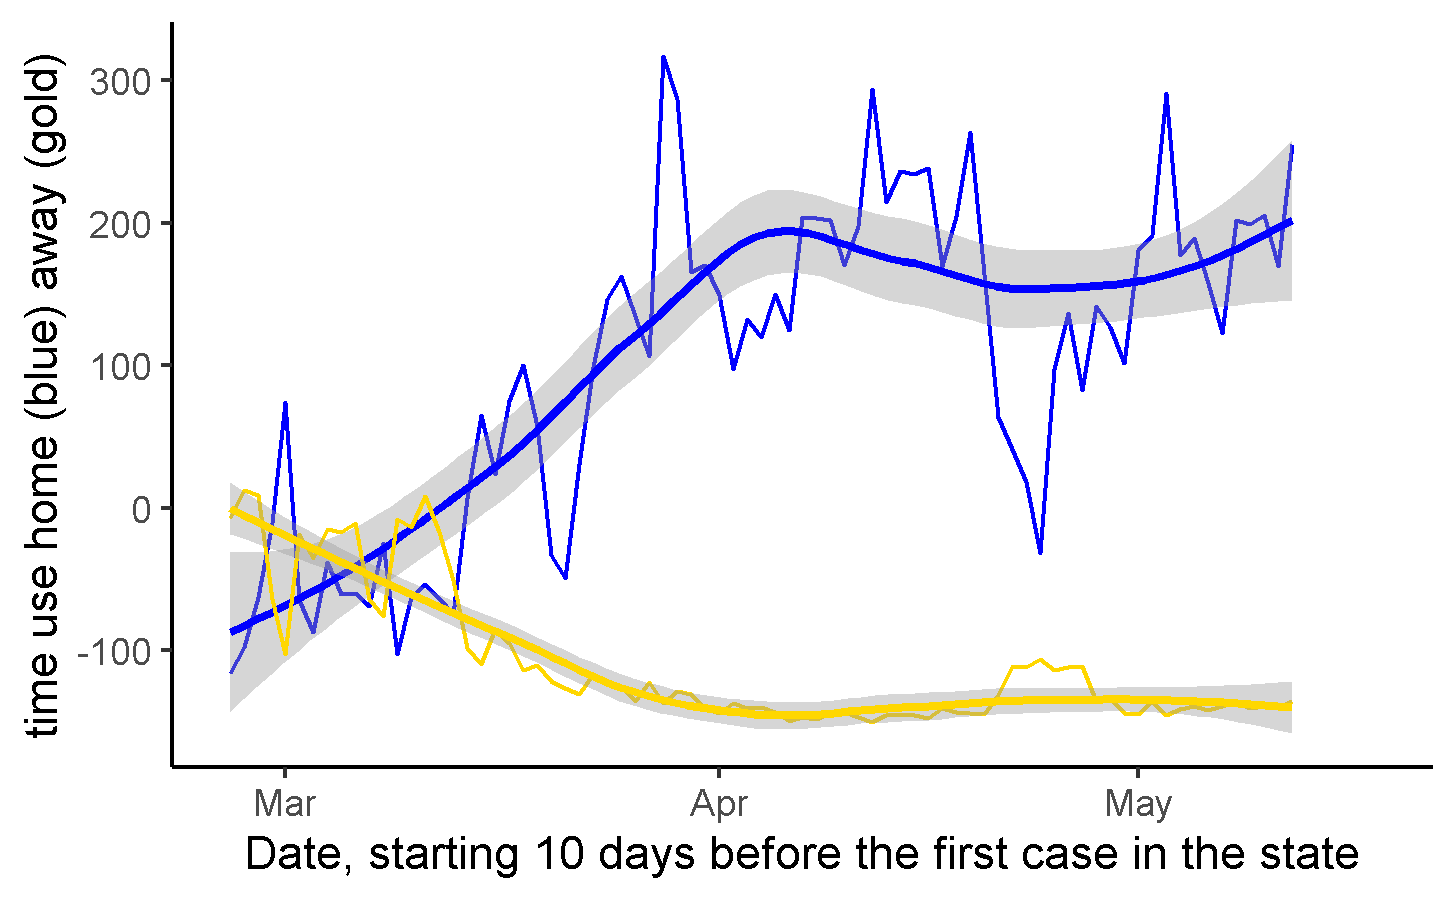 time use home (blue) away (gold)
300
200
100
0
-100
Mar Apr May
Date, starting 10 days before the first case in the state